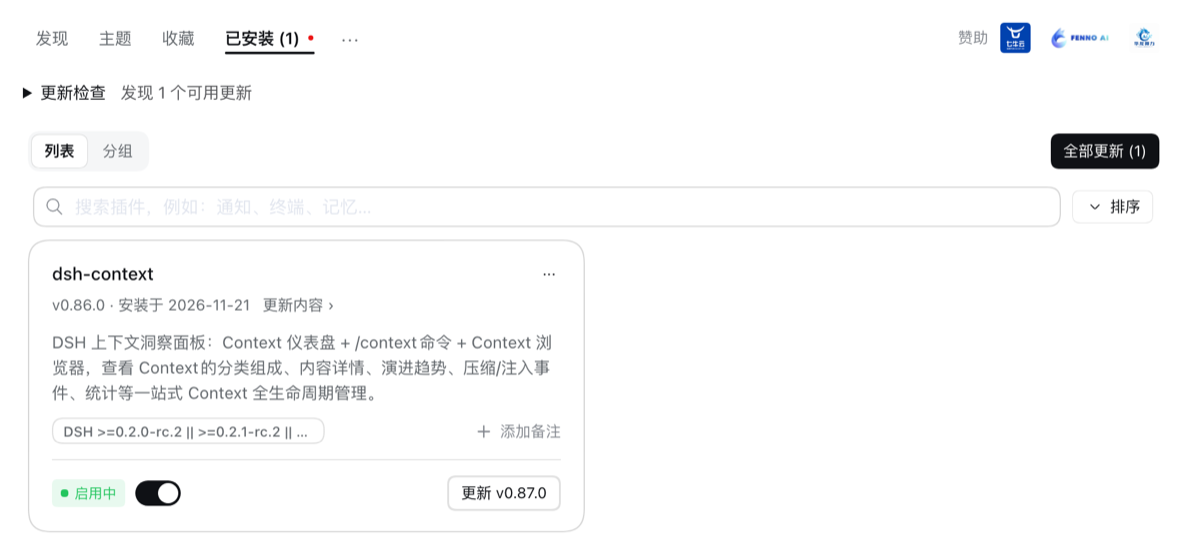 发现 主题 收藏 已安装 (1) ...
赞助 七牛云 FENNO AI
更新检查 发现 1 个可用更新
列表 分组
全部更新 (1)
搜索插件，例如：通知、终端、记忆...
排序
dsh-context ...
v0.86.0 · 安装于 2026-11-21 更新内容 ›
DSH 上下文洞察面板：Context 仪表盘 + /context 命令 + Context 浏
览器，查看 Context的分类组成、内容详情、演进趋势、压缩/注入事
件、统计等一站式 Context 全生命周期管理。
DSH >=0.2.0-rc.2 || >=0.2.1-rc.2 || ...
添加备注
启用中
更新 v0.87.0